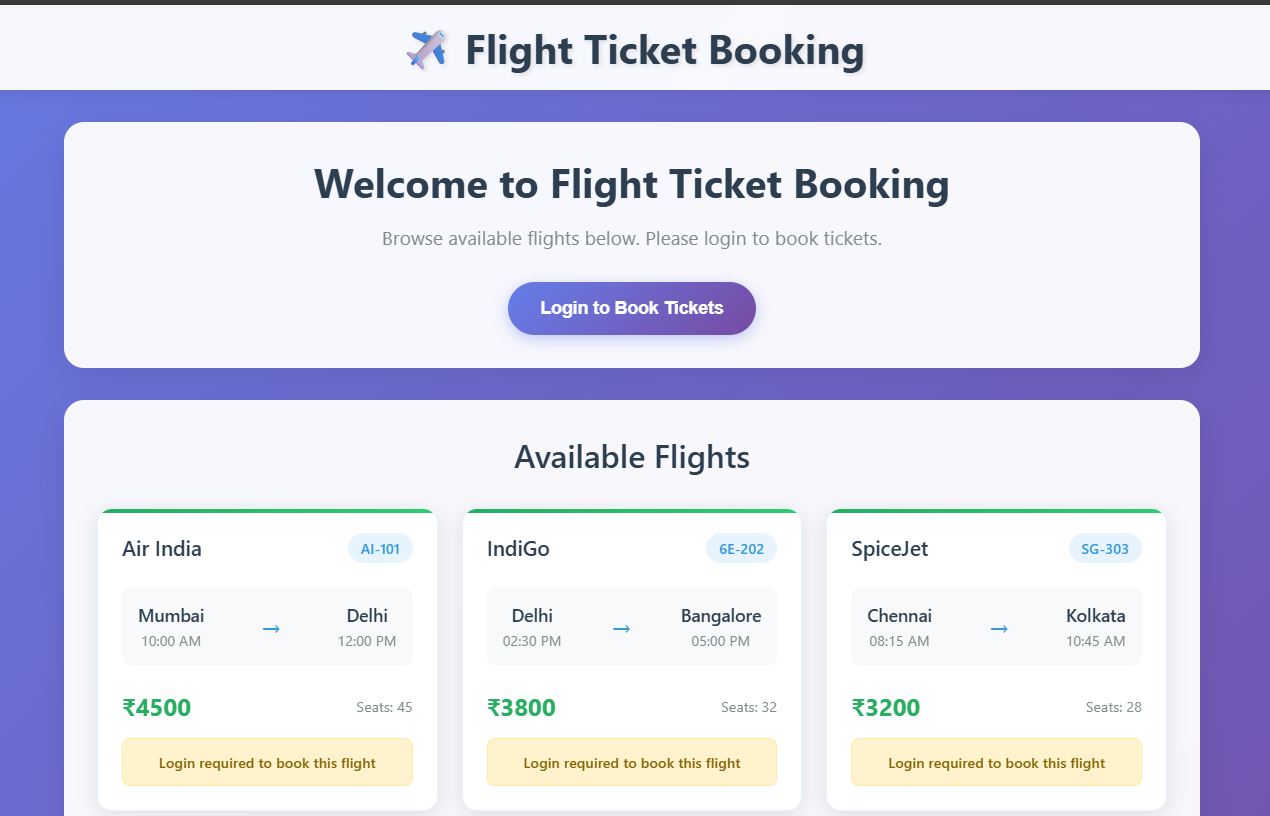 Flight Ticket Booking
Welcome to Flight Ticket Booking
Browse available flights below. Please login to book tickets.
Login to Book Tickets
Available Flights
Air India
AI-101
Mumbai
10:00 AM
→
Delhi
12:00 PM
₹4500
Seats: 45
Login required to book this flight
IndiGo
6E-202
Delhi
02:30 PM
→
Bangalore
05:00 PM
₹3800
Seats: 32
Login required to book this flight
SpiceJet
SG-303
Chennai
08:15 AM
→
Kolkata
10:45 AM
₹3200
Seats: 28
Login required to book this flight